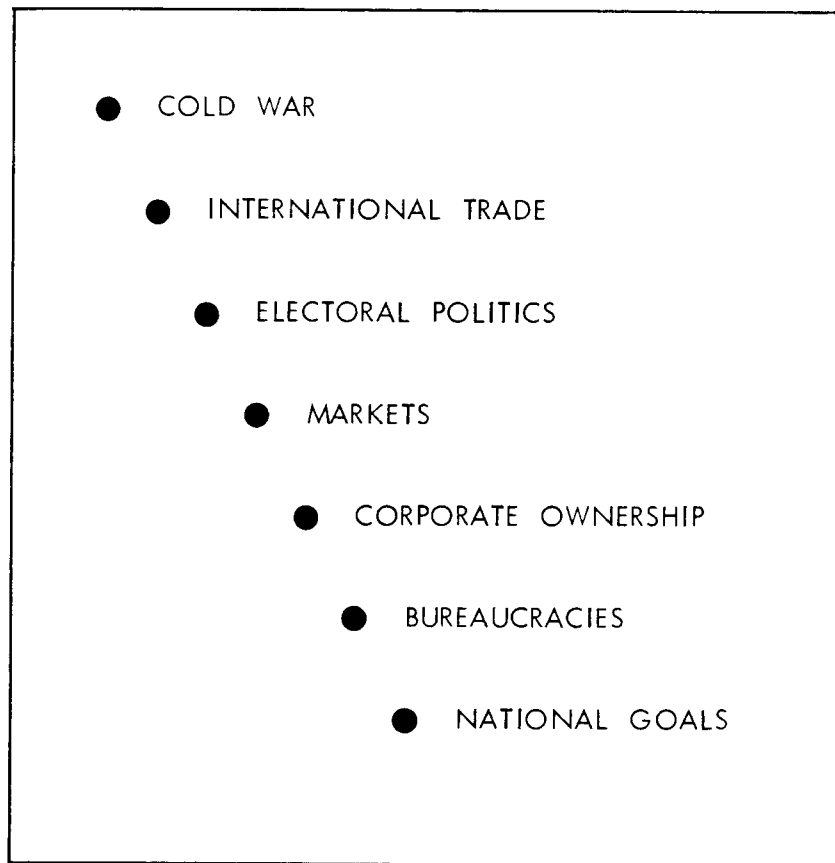 ● COLD WAR
● INTERNATIONAL TRADE
● ELECTORAL POLITICS
● MARKETS
● CORPORATE OWNERSHIP
● BUREAUCRACIES
● NATIONAL GOALS